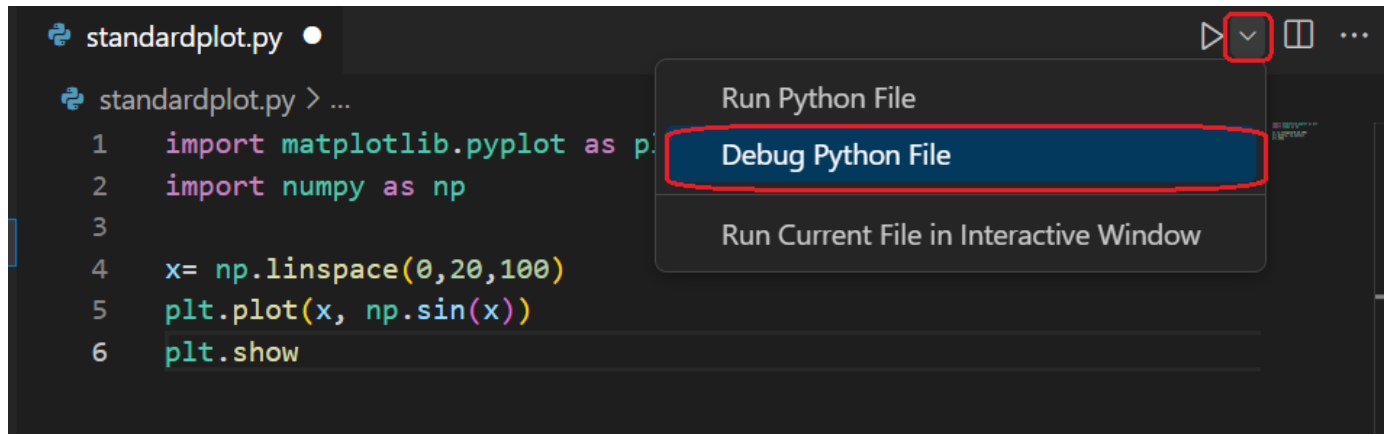 standardplot.py
standardplot.py > ...
Run Python File
Debug Python File
Run Current File in Interactive Window
1 import matplotlib.pyplot as
2 import numpy as np
3
4 x= np.linspace(0,20,100)
5 plt.plot(x, np.sin(x))
6 plt.show